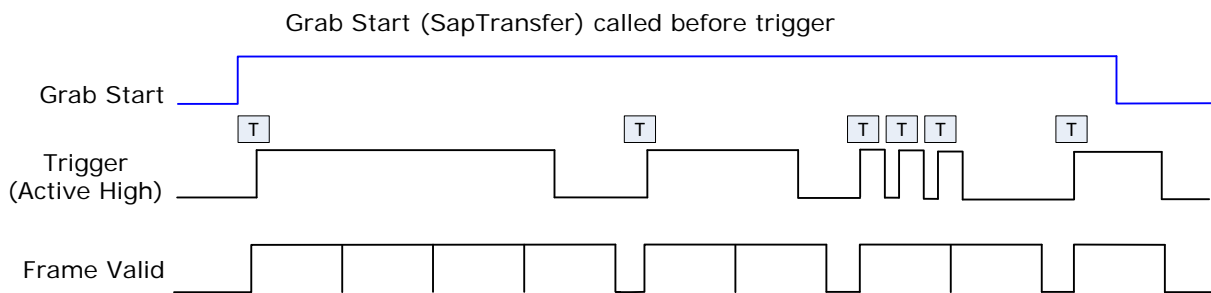 Grab Start (SapTransfer) called before trigger
Grab Start
T T T T T T
Trigger
(Active High)
Frame Valid